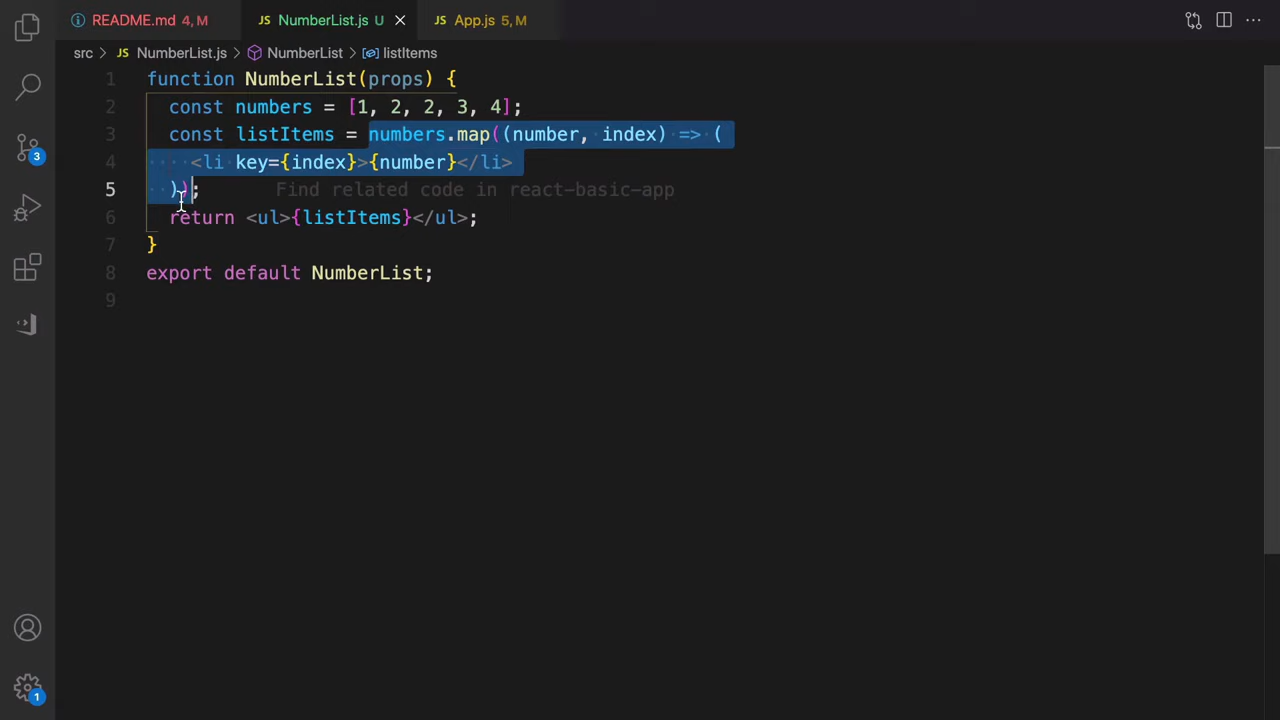 README.md 4, M JS NumberList.js U JS App.js 5, M
src JS NumberList.js NumberList listItems
1 function NumberList(props) {
2 const numbers = [1, 2, 2, 3, 4];
3 const listItems = numbers.map((number, index) => (
4 <li key={index}>{number}</li>
5 )); Find related code in react-basic-app
6 return <ul>{listItems}</ul>;
7 }
8 export default NumberList;
9
3
1